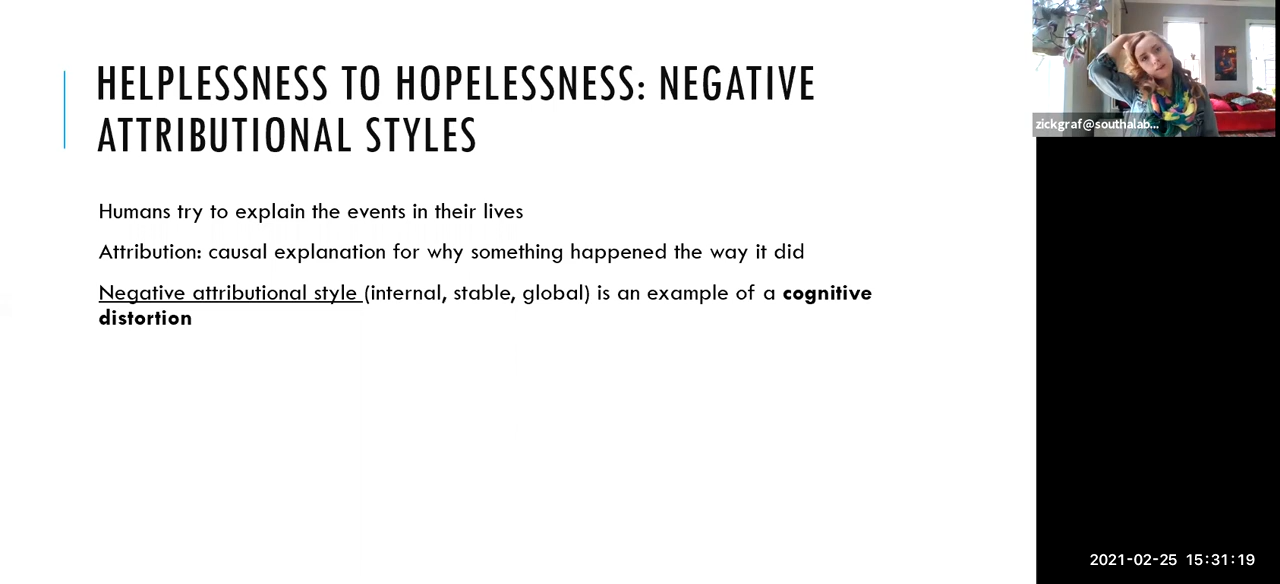 HELPLESSNESS TO HOPELESSNESS: NEGATIVE
ATTRIBUTIONAL STYLES
Humans try to explain the events in their lives
Attribution: causal explanation for why something happened the way it did
Negative attributional style (internal, stable, global) is an example of a cognitive
distortion
zickgraf@southalab...
2021-02-25 15:31:19